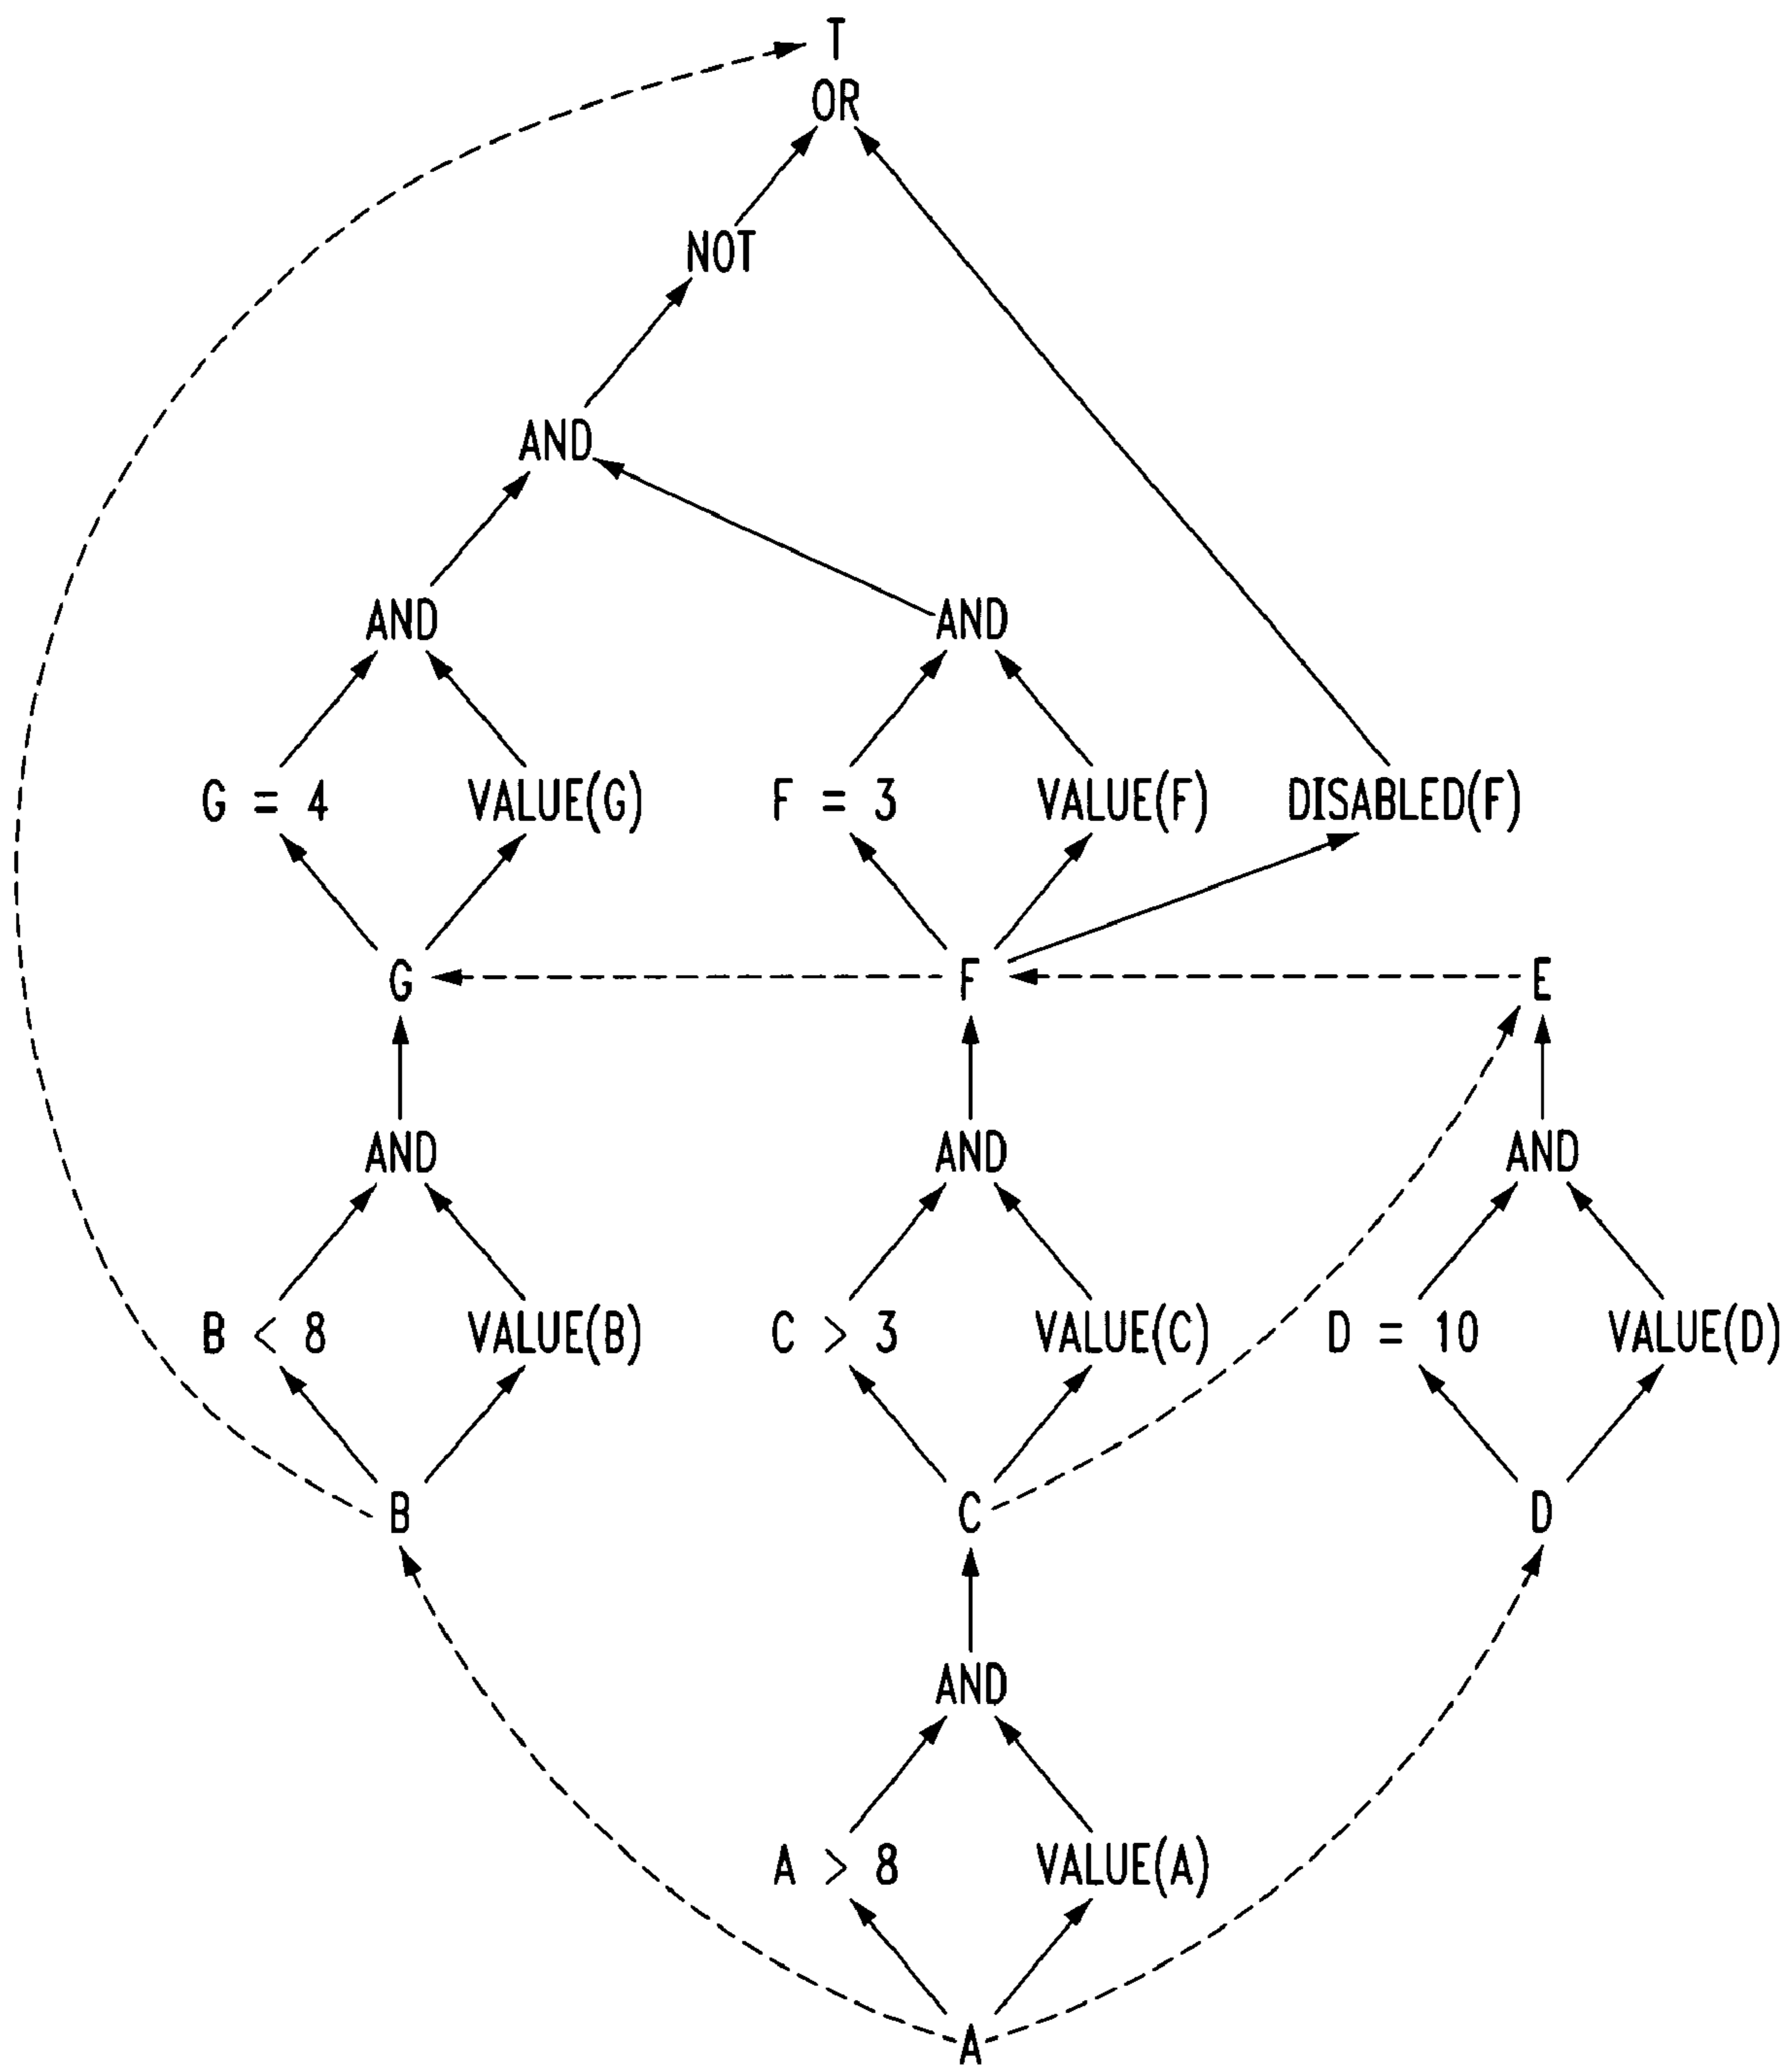 T
OR
NOT
AND
AND AND
G = 4 VALUE(G) F = 3 VALUE(F) DISABLED(F)
G F E
AND AND AND
B < 8 VALUE(B) C > 3 VALUE(C) D = 10 VALUE(D)
B C D
AND
A > 8 VALUE(A)
A